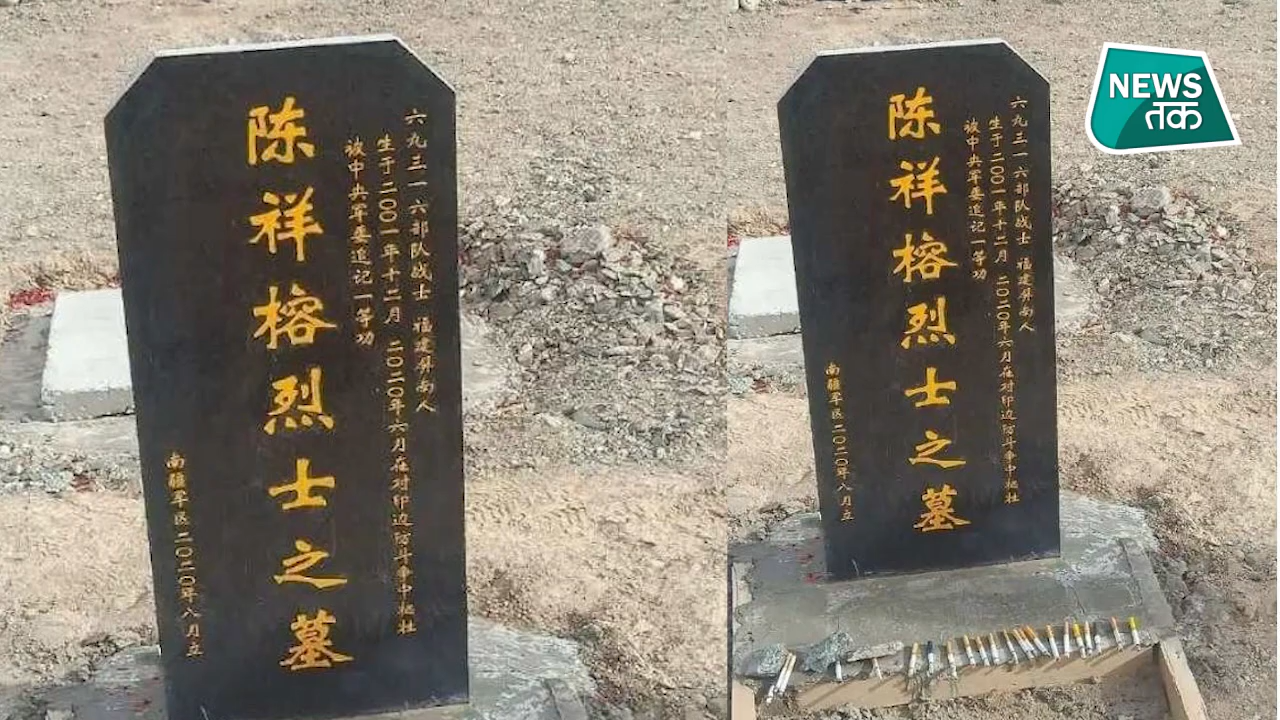 六九三一六部队战士 福建屏南人
生于二〇〇一年十二月 二〇二〇年六月在对印边防斗争中牺牲
被中央军委追记一等功
陈祥榕烈士之墓
南疆军区二〇二〇年八月立
六九三一六部队战士 福建屏南人
生于二〇〇一年十二月 二〇二〇年六月在对印边防斗争中牺牲
被中央军委追记一等功
陈祥榕烈士之墓
南疆军区二〇二〇年八月立
NEWS
तक